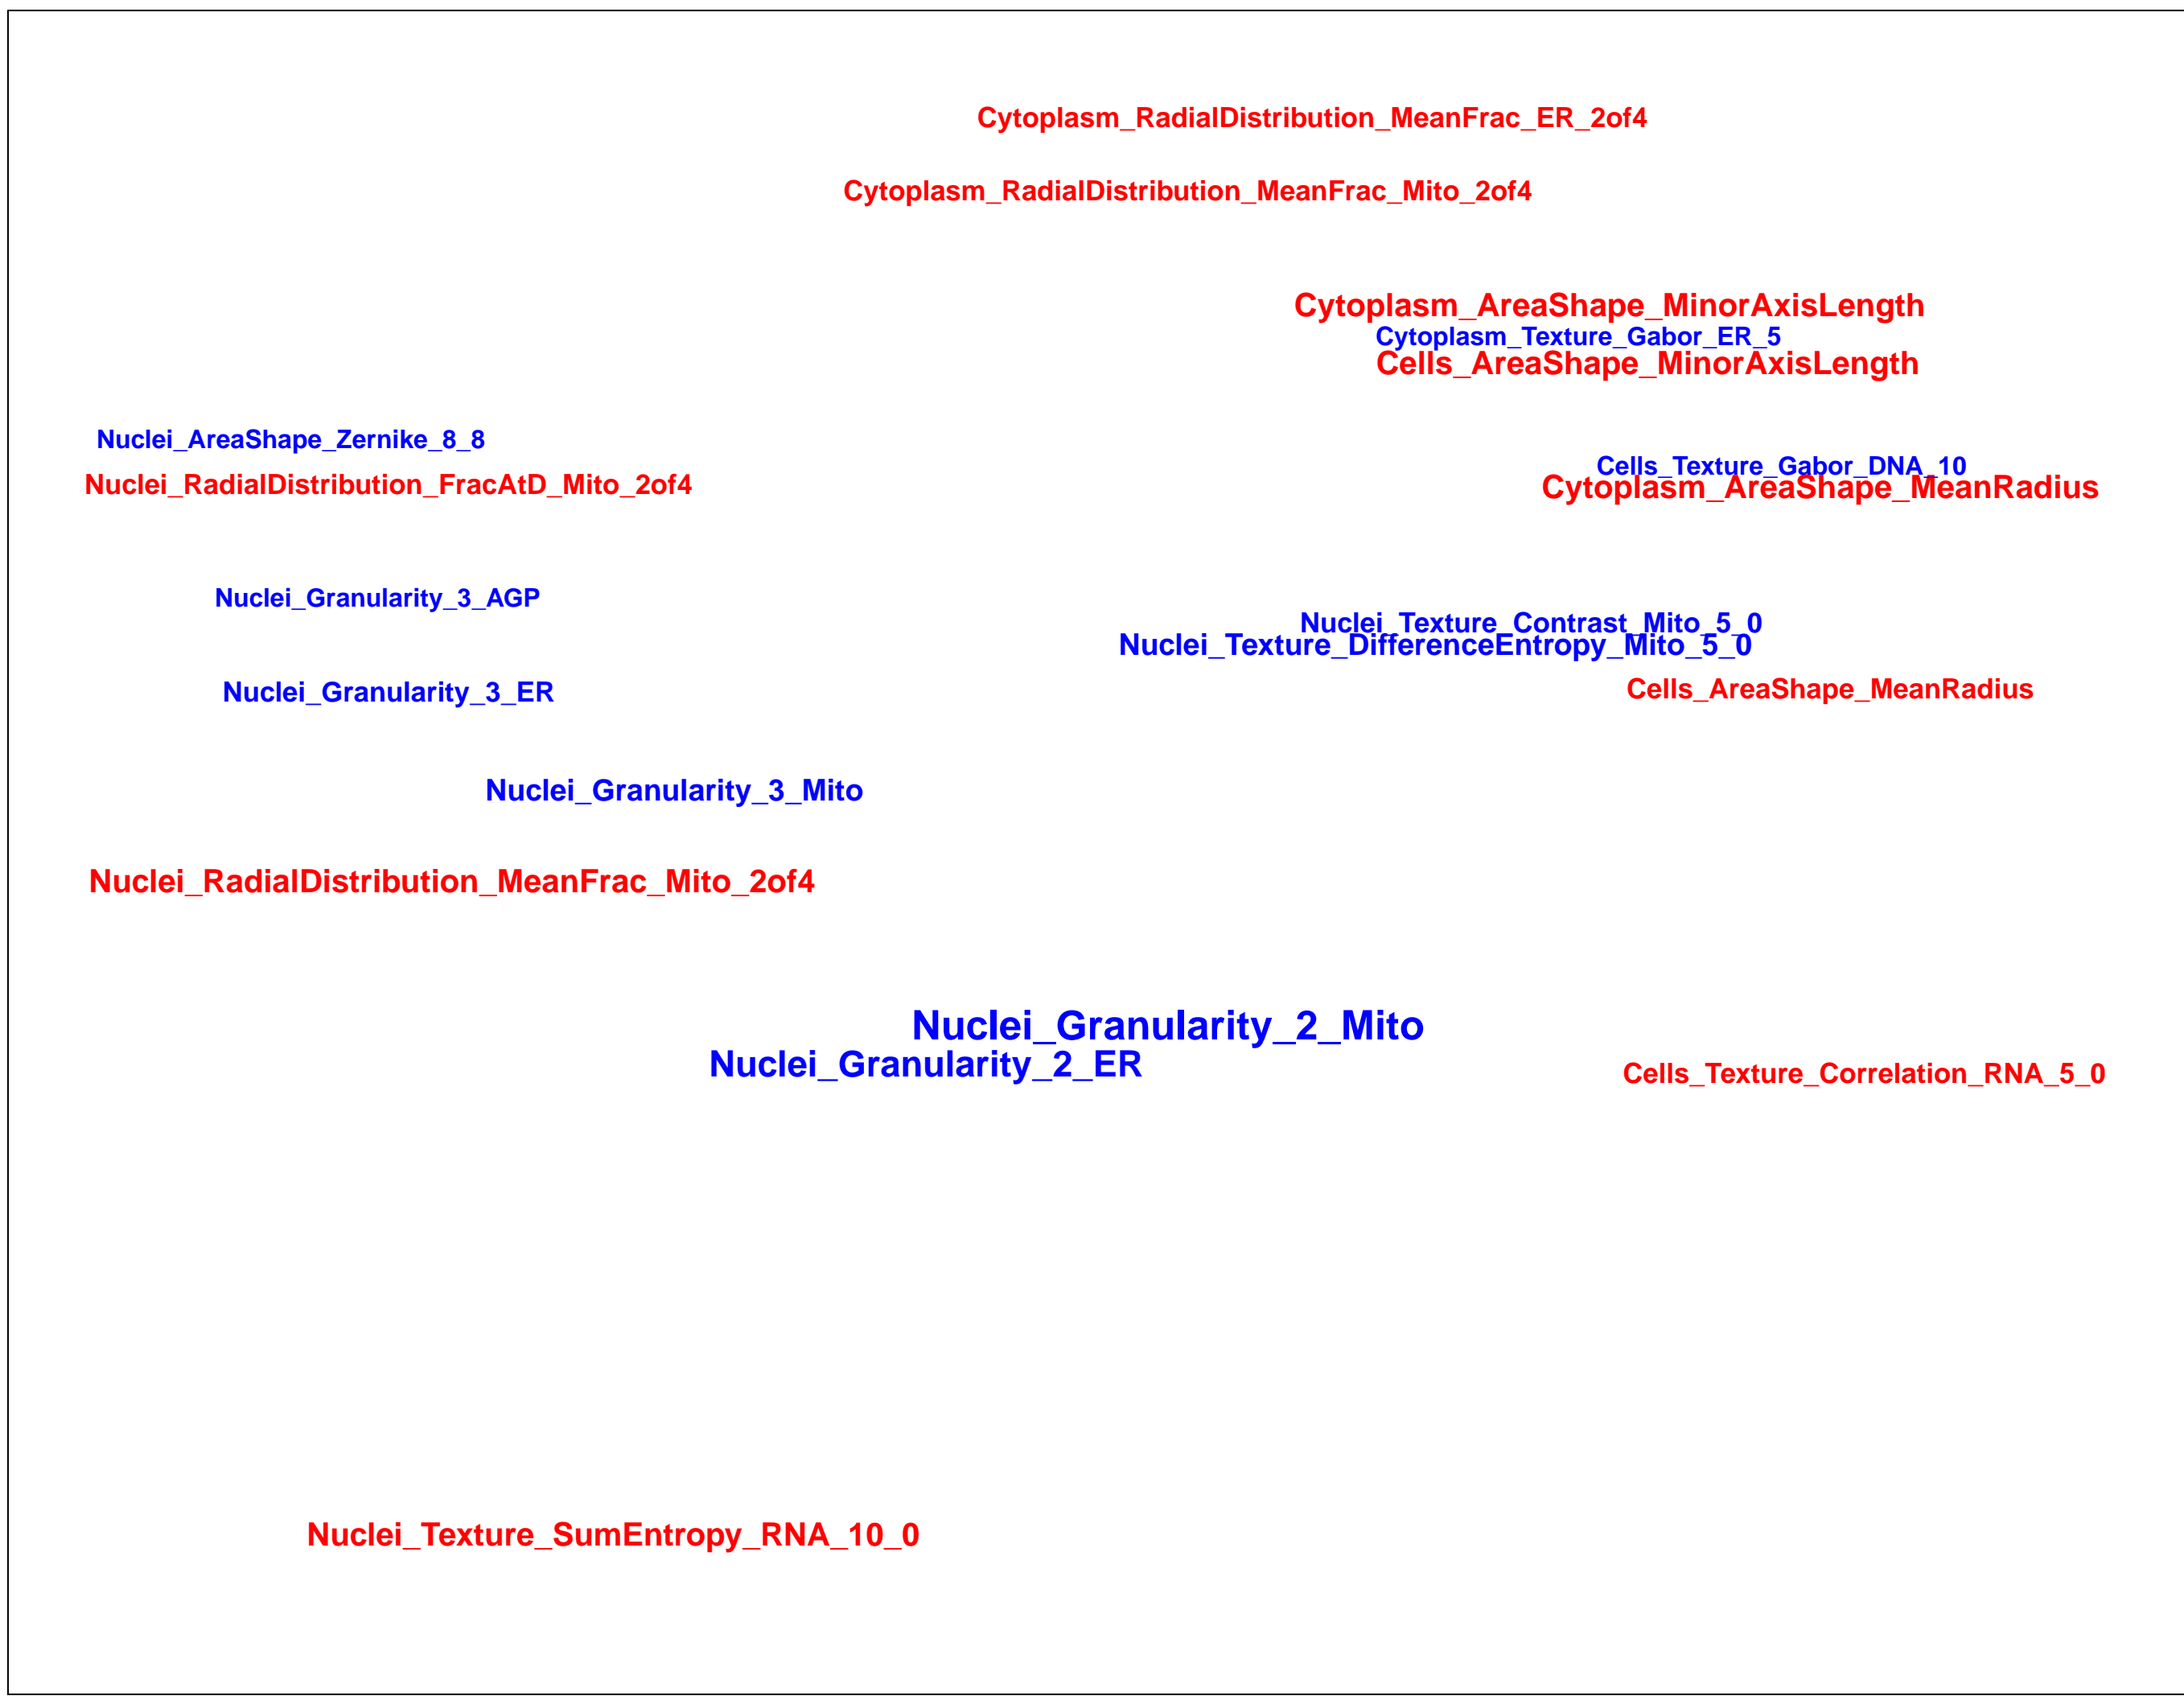 Cytoplasm_RadialDistribution_MeanFrac_ER_2of4
Cytoplasm_RadialDistribution_MeanFrac_Mito_2of4
Cytoplasm_AreaShape_MinorAxisLength
Cytoplasm_Texture_Gabor_ER_5
Cells_AreaShape_MinorAxisLength
Nuclei_AreaShape_Zernike_8_8
Cells_Texture_Gabor_DNA_10
Nuclei_RadialDistribution_FracAtD_Mito_2of4
Cytoplasm_AreaShape_MeanRadius
Nuclei_Granularity_3_AGP
Nuclei_Texture_Contrast_Mito_5_0
Nuclei_Texture_DifferenceEntropy_Mito_5_0
Cells_AreaShape_MeanRadius
Nuclei_Granularity_3_ER
Nuclei_Granularity_3_Mito
Nuclei_RadialDistribution_MeanFrac_Mito_2of4
Nuclei_Granularity_2_Mito
Nuclei_Granularity_2_ER
Cells_Texture_Correlation_RNA_5_0
Nuclei_Texture_SumEntropy_RNA_10_0